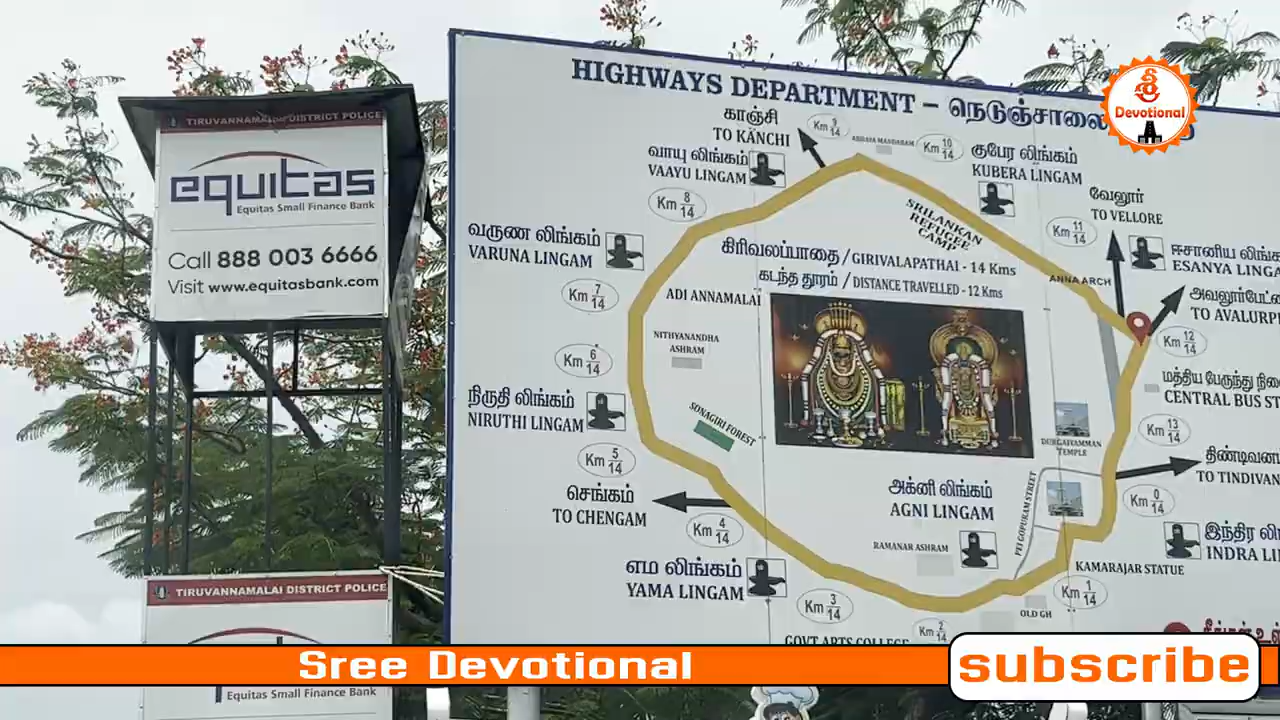 TIRUVANNAMALAI DISTRICT POLICE
equitas
Equitas Small Finance Bank
Call 888 003 6666
Visit www.equitasbank.com
TIRUVANNAMALAI DISTRICT POLICE
Equitas Small Finance Bank
HIGHWAYS DEPARTMENT – நெடுஞ்சாலை
ஸ்ரீ
Devotional
காஞ்சி
TO KANCHI
Km 9/14
Km 10/14
குபேர லிங்கம்
KUBERA LINGAM
வாயு லிங்கம்
VAAYU LINGAM
Km 8/14
வேலூர்
TO VELLORE
Km 11/14
SRILANKAN
REFUGEE
CAMP
வருண லிங்கம்
VARUNA LINGAM
கிரிவலப்பாதை/GIRIVALAPATHAI - 14 Kms
கடந்த தூரம் / DISTANCE TRAVELLED - 12 Kms
ஈசானிய
ESANYA
ANNA ARCH
TO
Km 7/14
ADI ANNAMALAI
Km 12/14
NITHYANANDHA
ASHRAM
Km 6/14
மத்திய பேருந்து
CENTRAL BUS
நிருதி லிங்கம்
NIRUTHI LINGAM
SONAGIRI FOREST
DURGAIYAMMAN
TEMPLE
Km 13/14
Km 5/14
TO
செங்கம்
TO CHENGAM
Km 4/14
அக்னி லிங்கம்
AGNI LINGAM
PEI GOPURAM STREET
Km 0/14
இந்திர
INDRA
RAMANAR ASHRAM
KAMARAJAR STATUE
எம லிங்கம்
YAMA LINGAM
Km 3/14
Km 2/14
Km 1/14
OLD GH
GOVT ARTS COLLEGE
Sree Devotional
subscribe